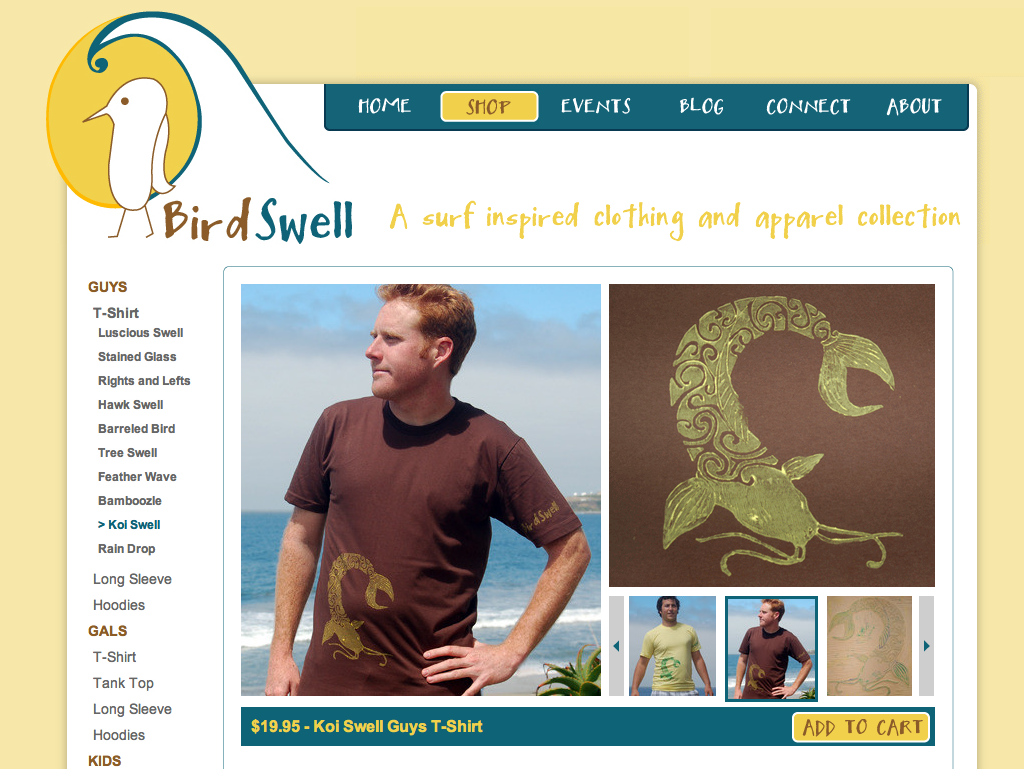 HOME SHOP EVENTS BLOG CONNECT ABOUT
BirdSwell
A surf inspired clothing and apparel collection
GUYS
T-Shirt
Luscious Swell
Stained Glass
Rights and Lefts
Hawk Swell
Barreled Bird
Tree Swell
Feather Wave
Bamboozle
> Koi Swell
Rain Drop
Long Sleeve
Hoodies
GALS
T-Shirt
Tank Top
Long Sleeve
Hoodies
KIDS
BirdSwell
$19.95 - Koi Swell Guys T-Shirt
ADD TO CART